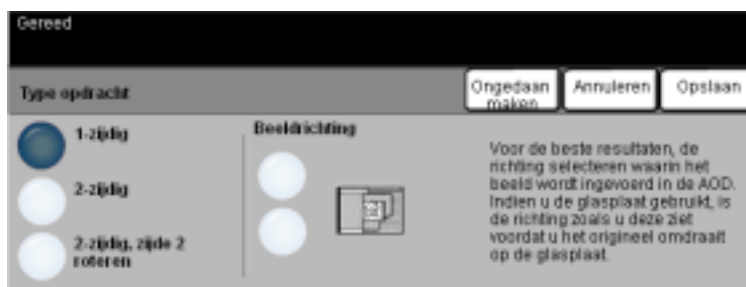 Gereed
Type opdracht
Ongedaan
maken
Annuleren
Opslaan
1-zijdig
2-zijdig
2-zijdig, zijde 2
roteren
Beeldrichting
Voor de beste resultaten, de
richting selecteren waarin het
beeld wordt ingevoerd in de AOD.
Indien u de glasplaat gebruikt, is
de richting zoals u deze ziet
voordat u het origineel omdraait
op de glasplaat.